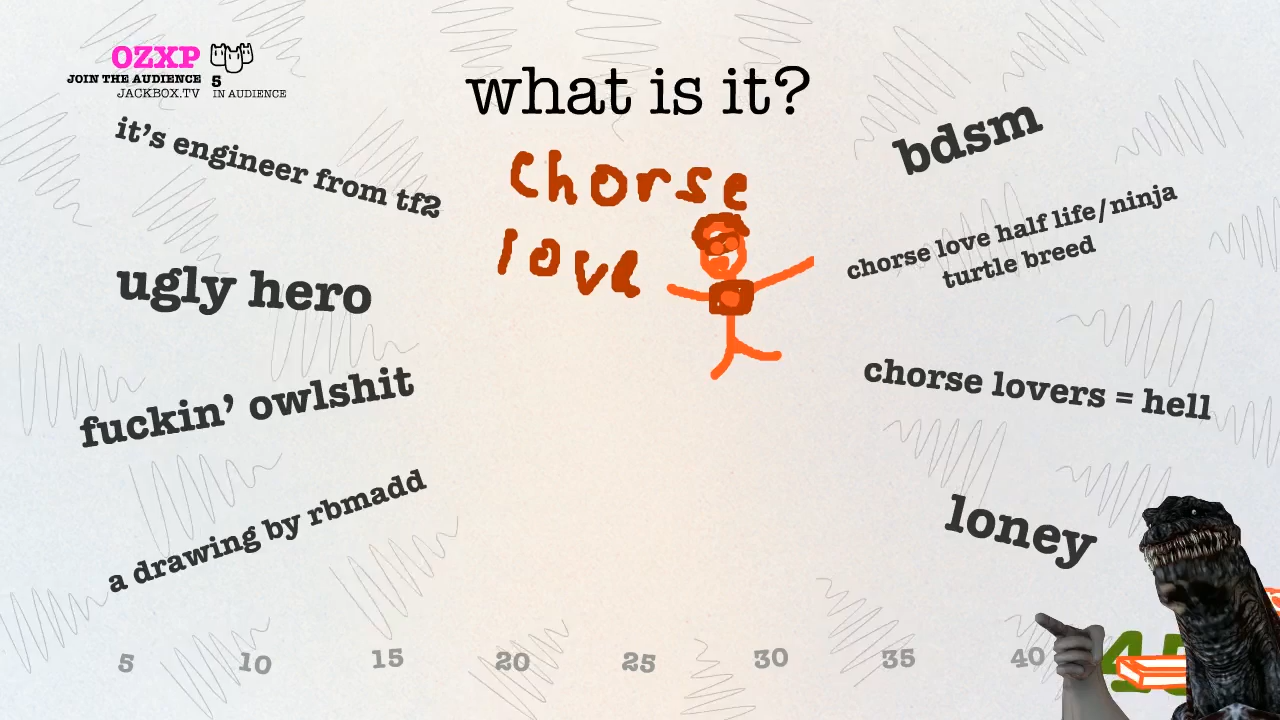 OZXP
JOIN THE AUDIENCE
JACKBOX.TV
5
IN AUDIENCE
what is it?
chorse
love
it's engineer from tf2
ugly hero
fuckin' owlshit
a drawing by rbmadd
bdsm
chorse love half life/ninja
turtle breed
chorse lovers = hell
loney
5 10 15 20 25 30 35 40 45